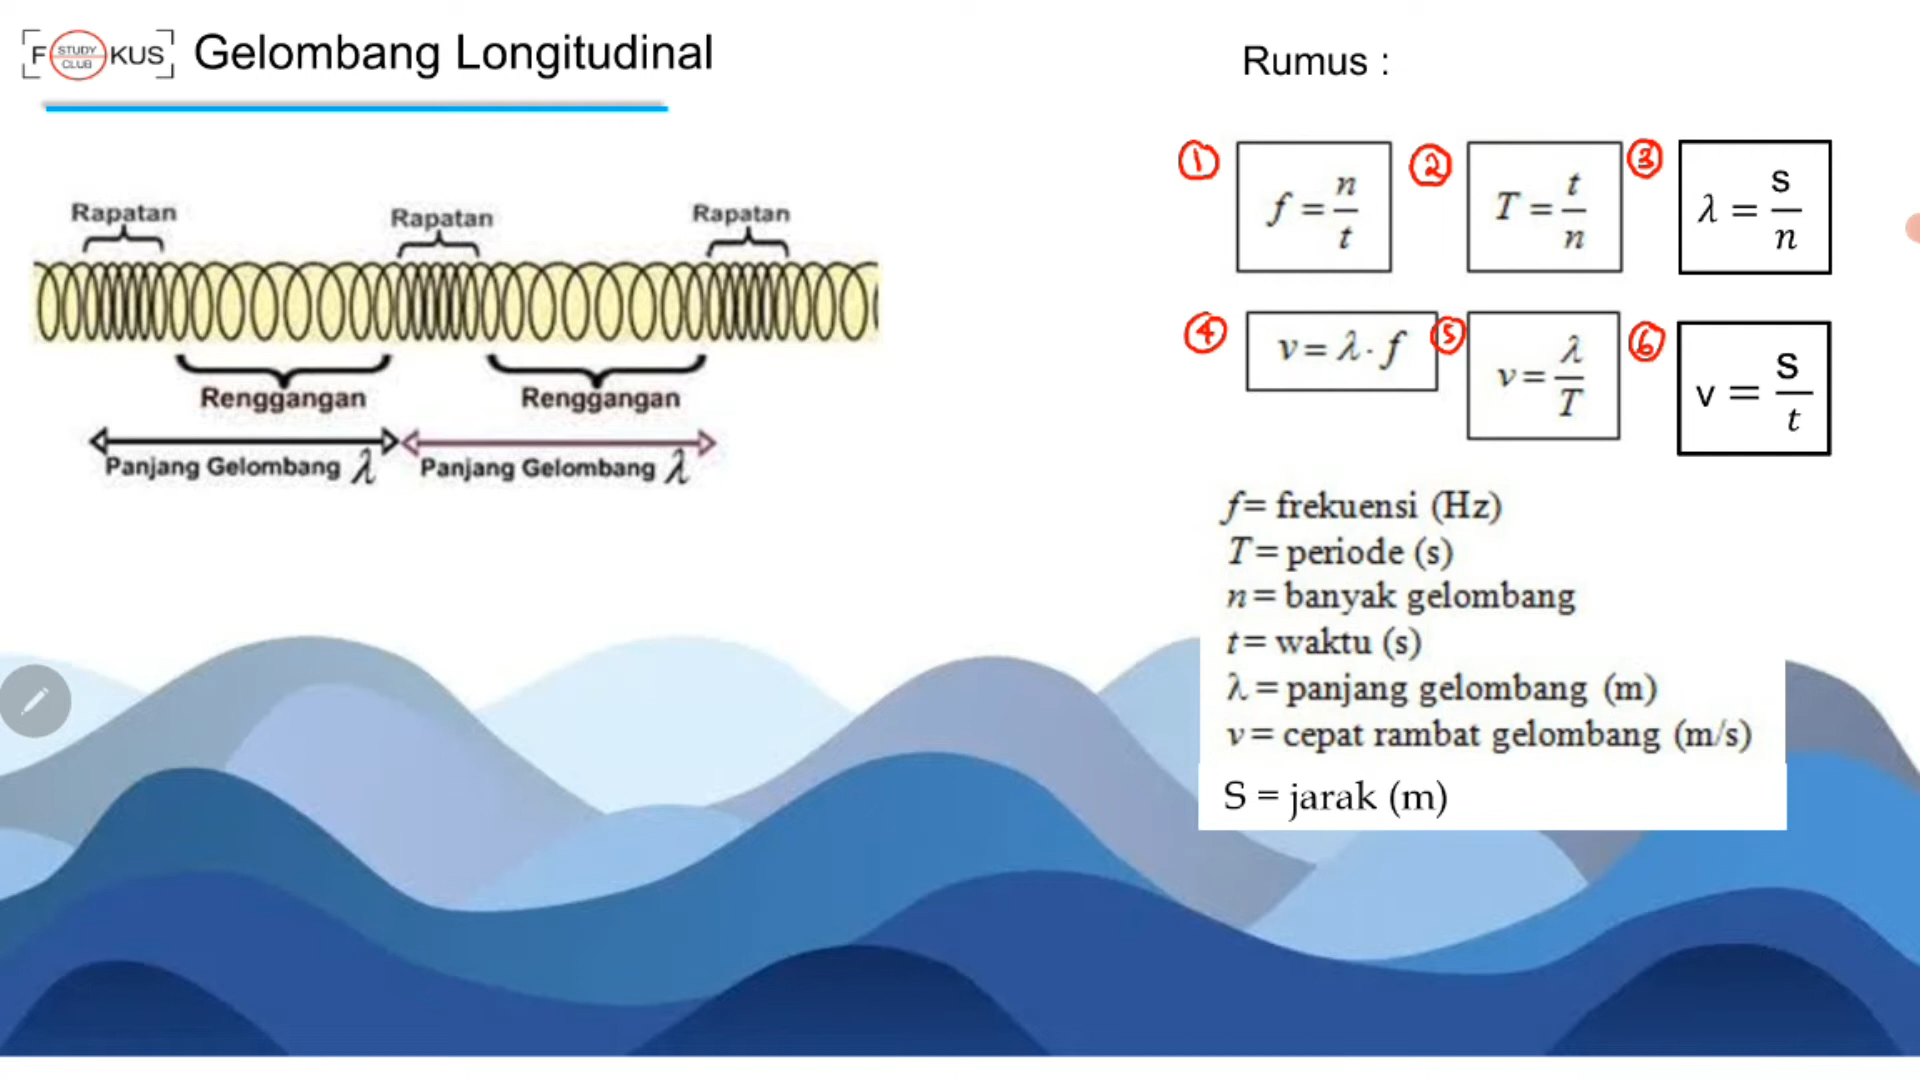 FOKUS STUDY CLUB
Gelombang Longitudinal
Rapatan Rapatan Rapatan
Renggangan Renggangan
Panjang Gelombang λ Panjang Gelombang λ
Rumus :
① f = n/t ② T = t/n ③ λ = s/n
④ v = λ · f ⑤ v = λ/T ⑥ v = s/t
f = frekuensi (Hz)
T = periode (s)
n = banyak gelombang
t = waktu (s)
λ = panjang gelombang (m)
v = cepat rambat gelombang (m/s)
S = jarak (m)